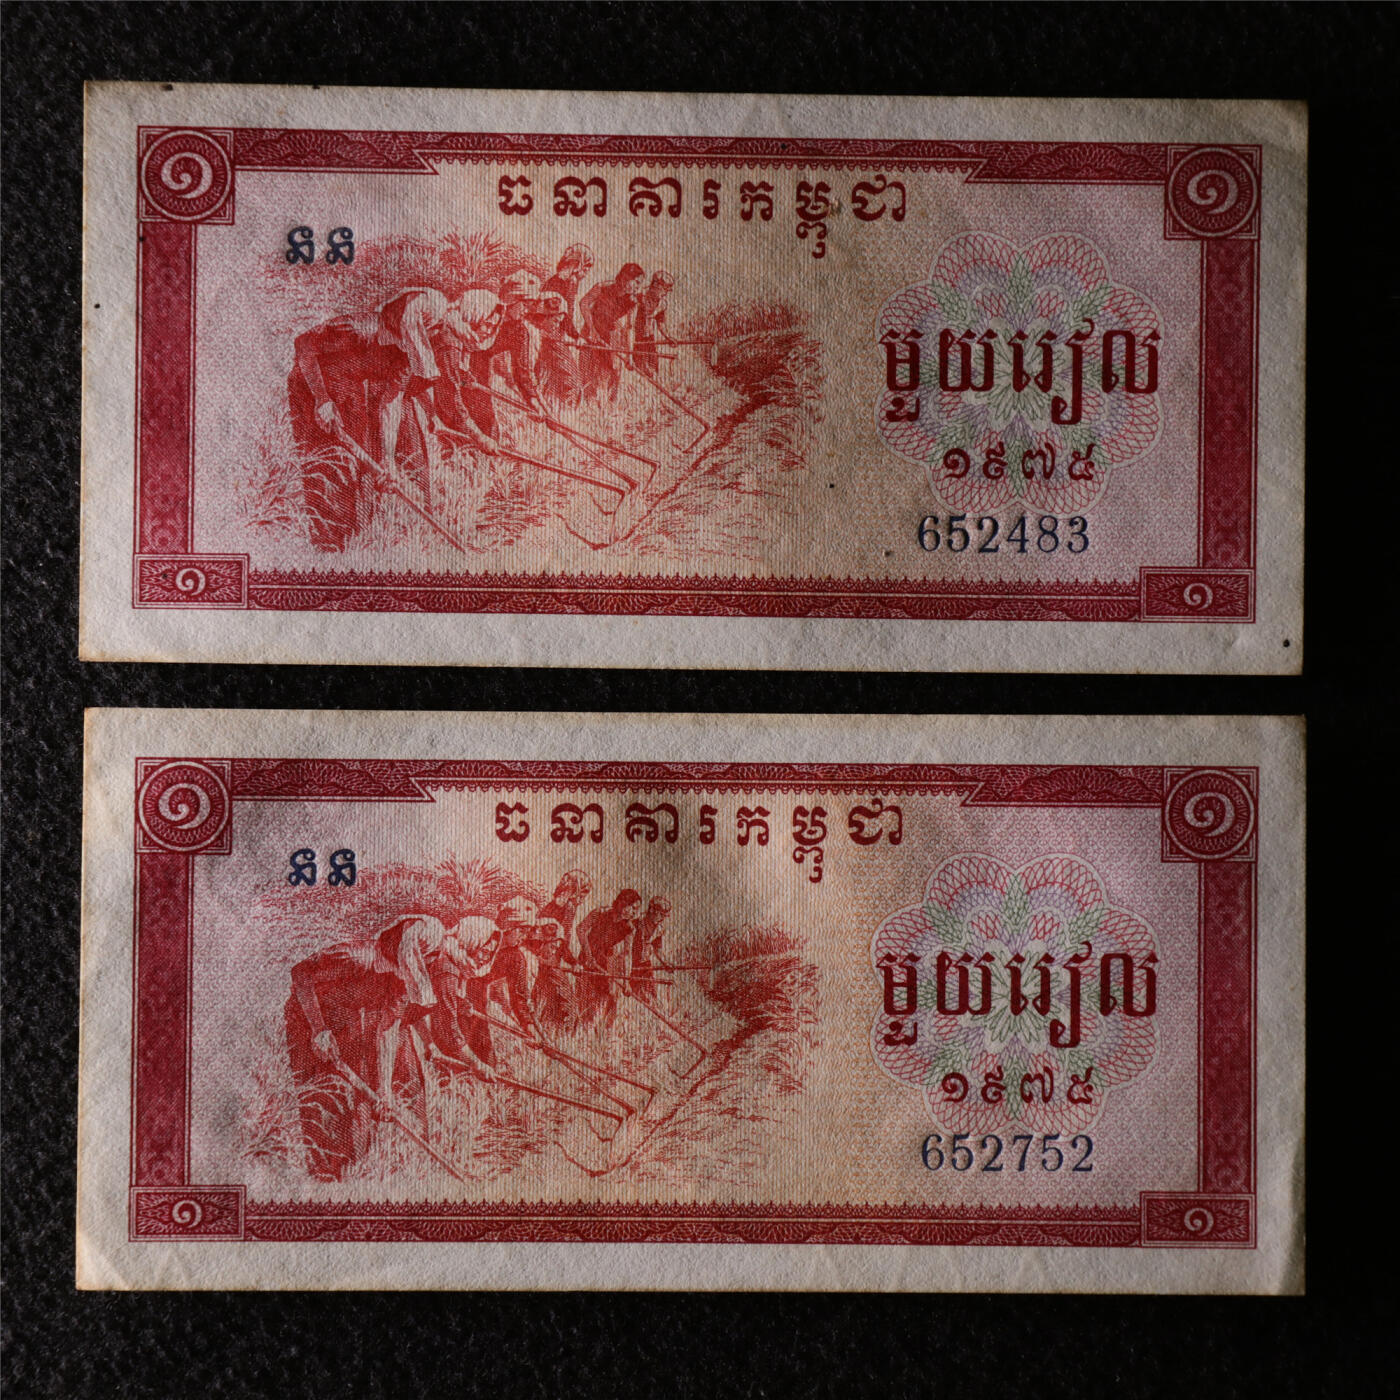 ១ ១
ធនាគារកម្ពុជា
នន
មួយរៀល
១៩៧៥
652483
១ ១
១ ១
ធនាគារកម្ពុជា
នន
មួយរៀល
១៩៧៥
652752
១ ១